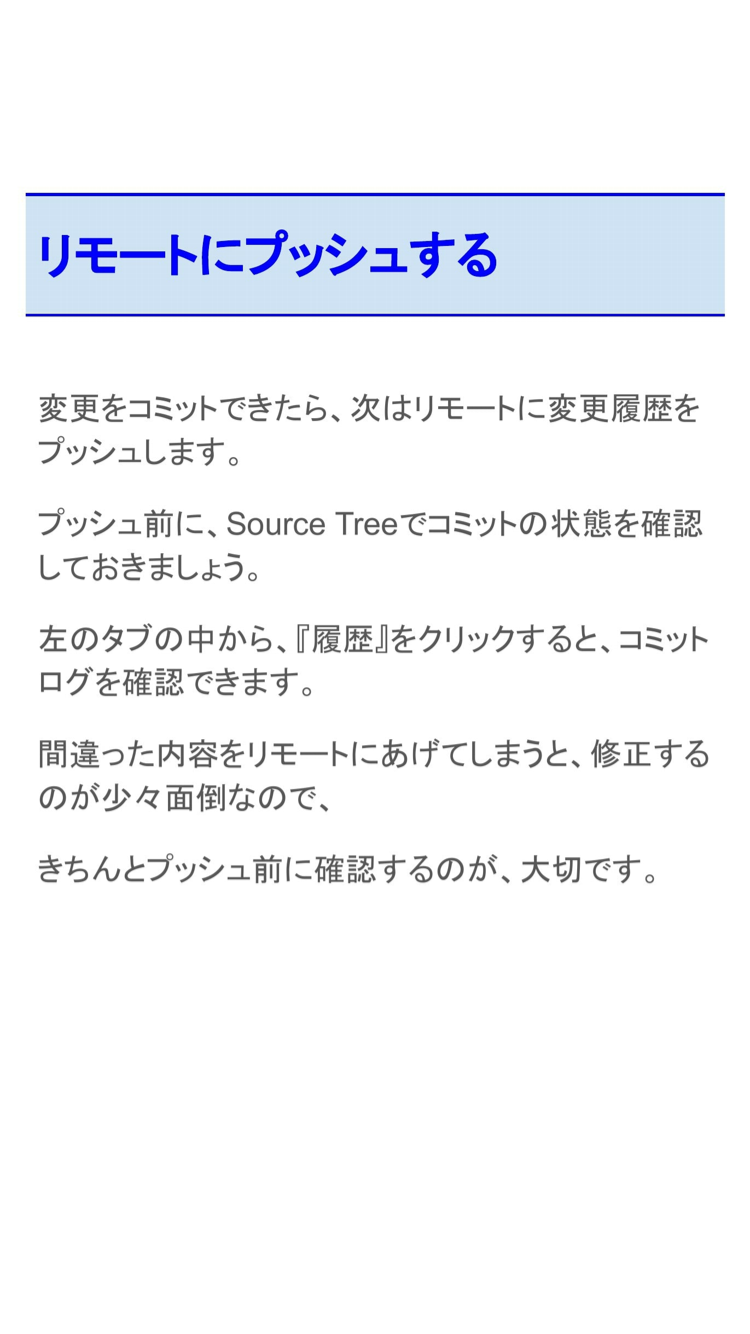 リモートにプッシュする
変更をコミットできたら、次はリモートに変更履歴を
プッシュします。
プッシュ前に、Source Treeでコミットの状態を確認
しておきましょう。
左のタブの中から、『履歴』をクリックすると、コミット
ログを確認できます。
間違った内容をリモートにあげてしまうと、修正する
のが少々面倒なので、
きちんとプッシュ前に確認するのが、大切です。